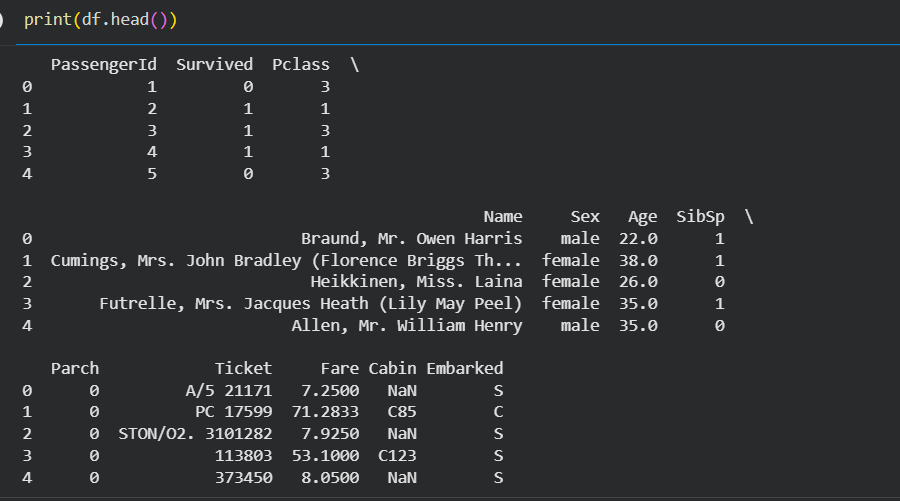 print(df.head())
   PassengerId  Survived  Pclass  \
0            1         0       3
1            2         1       1
2            3         1       3
3            4         1       1
4            5         0       3
                                                Name     Sex   Age  SibSp  \
0                            Braund, Mr. Owen Harris    male  22.0      1
1  Cumings, Mrs. John Bradley (Florence Briggs Th...  female  38.0      1
2                             Heikkinen, Miss. Laina  female  26.0      0
3       Futrelle, Mrs. Jacques Heath (Lily May Peel)  female  35.0      1
4                           Allen, Mr. William Henry    male  35.0      0
   Parch            Ticket     Fare Cabin Embarked
0      0         A/5 21171   7.2500   NaN        S
1      0          PC 17599  71.2833   C85        C
2      0  STON/O2. 3101282   7.9250   NaN        S
3      0            113803  53.1000  C123        S
4      0            373450   8.0500   NaN        S